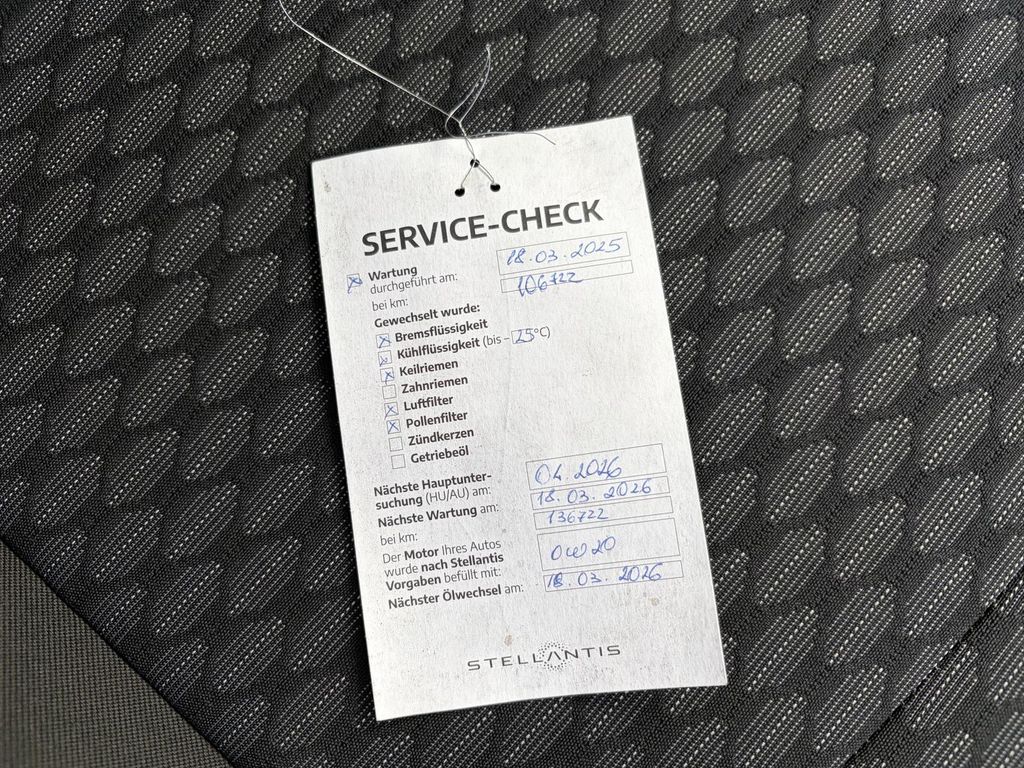 SERVICE-CHECK
Wartung 18.03.2025
durchgeführt am:
bei km: 106722
Gewechselt wurde:
Bremsflüssigkeit
Kühlflüssigkeit (bis - 25°C)
Keilriemen
Zahnriemen
Luftfilter
Pollenfilter
Zündkerzen
Getriebeöl
Nächste Hauptunter-
suchung (HU/AU) am: 04.2026
Nächste Wartung am: 18.03.2026
bei km: 136722
Der Motor Ihres Autos
wurde nach Stellantis
Vorgaben befüllt mit: 0w20
Nächster Ölwechsel am: 18.03.2026
STELLANTIS